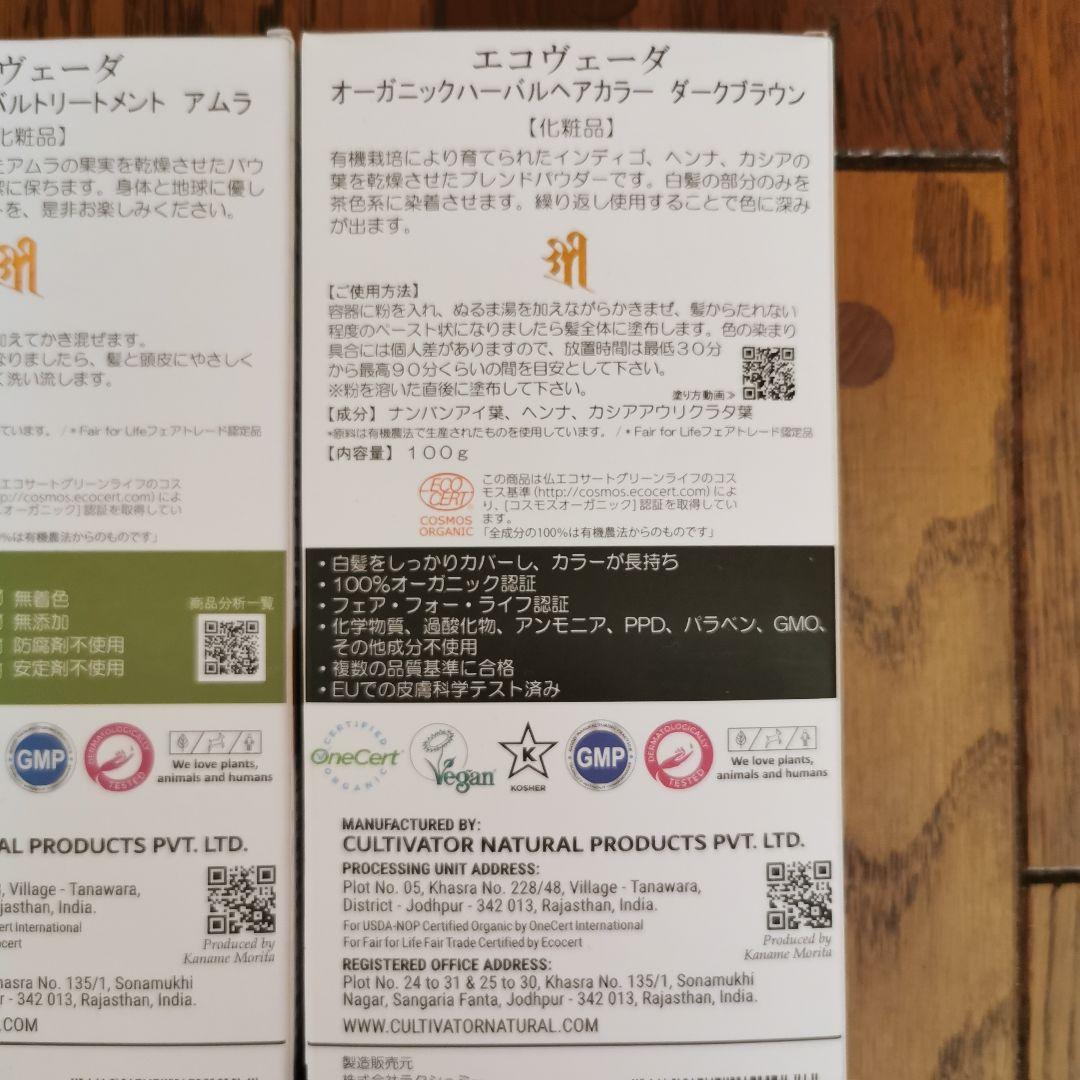 ヴェーダ
バルトリートメント アムラ
化粧品】
アムラの果実を乾燥させたパウ
に保ちます。身体と地球に優し
を、是非お楽しみください。
加えてかき混ぜます。
なりましたら、髪と頭皮にやさしく
く洗い流します。
ています。 / * Fair for Lifeフェアトレード認定品
エコサートグリーンライフのコス
p://cosmos.ecocert.com) によ
スオーガニック] 認証を取得してい
%は有機農法からのものです」
無着色
無添加
防腐剤不使用
安定剤不使用
商品分析一覧
GMP
DERMATOLOGICALLY
TESTED
We love plants,
animals and humans
AL PRODUCTS PVT. LTD.
, Village - Tanawara,
jasthan, India.
Cert International
cert
Produced by
Kaname Morita
hasra No. 135/1, Sonamukhi
r - 342 013, Rajasthan, India.
.COM
エコヴェーダ
オーガニックハーバルヘアカラー ダークブラウン
【化粧品】
有機栽培により育てられたインディゴ、ヘンナ、カシアの
葉を乾燥させたブレンドパウダーです。白髪の部分のみを
茶色系に染着させます。繰り返し使用することで色に深み
が出ます。
【ご使用方法】
容器に粉を入れ、ぬるま湯を加えながらかきまぜ、髪からたれない
程度のペースト状になりましたら髪全体に塗布します。色の染まり
具合には個人差がありますので、放置時間は最低３０分
から最高９０分くらいの間を目安として下さい。
※粉を溶いた直後に塗布して下さい。
塗り方動画≫
【成分】 ナンバンアイ葉、ヘンナ、カシアアウリクラタ葉
*原料は有機農法で生産されたものを使用しています。 / * Fair for Lifeフェアトレード認定品
【内容量】 １００ｇ
ECO
CERT
COSMOS
ORGANIC
この商品は仏エコサートグリーンライフのコス
モス基準 (http://cosmos.ecocert.com) によ
り、[コスモスオーガニック] 認証を取得してい
ます。
「全成分の100%は有機農法からのものです」
・白髪をしっかりカバーし、カラーが長持ち
・100%オーガニック認証
・フェア・フォー・ライフ認証
・化学物質、過酸化物、アンモニア、PPD、パラベン、GMO、
その他成分不使用
・複数の品質基準に合格
・EUでの皮膚科学テスト済み
CERTIFIED
OneCert
ORGANIC
Vegan
K
KOSHER
GMP
DERMATOLOGICALLY
TESTED
We love plants,
animals and humans
MANUFACTURED BY:
CULTIVATOR NATURAL PRODUCTS PVT. LTD.
PROCESSING UNIT ADDRESS:
Plot No. 05, Khasra No. 228/48, Village - Tanawara,
District - Jodhpur - 342 013, Rajasthan, India.
For USDA-NOP Certified Organic by OneCert International
For Fair for Life Fair Trade Certified by Ecocert
Produced by
Kaname Morita
REGISTERED OFFICE ADDRESS:
Plot No. 24 to 31 & 25 to 30, Khasra No. 135/1, Sonamukhi
Nagar, Sangaria Fanta, Jodhpur - 342 013, Rajasthan, India.
WWW.CULTIVATORNATURAL.COM
製造販売元